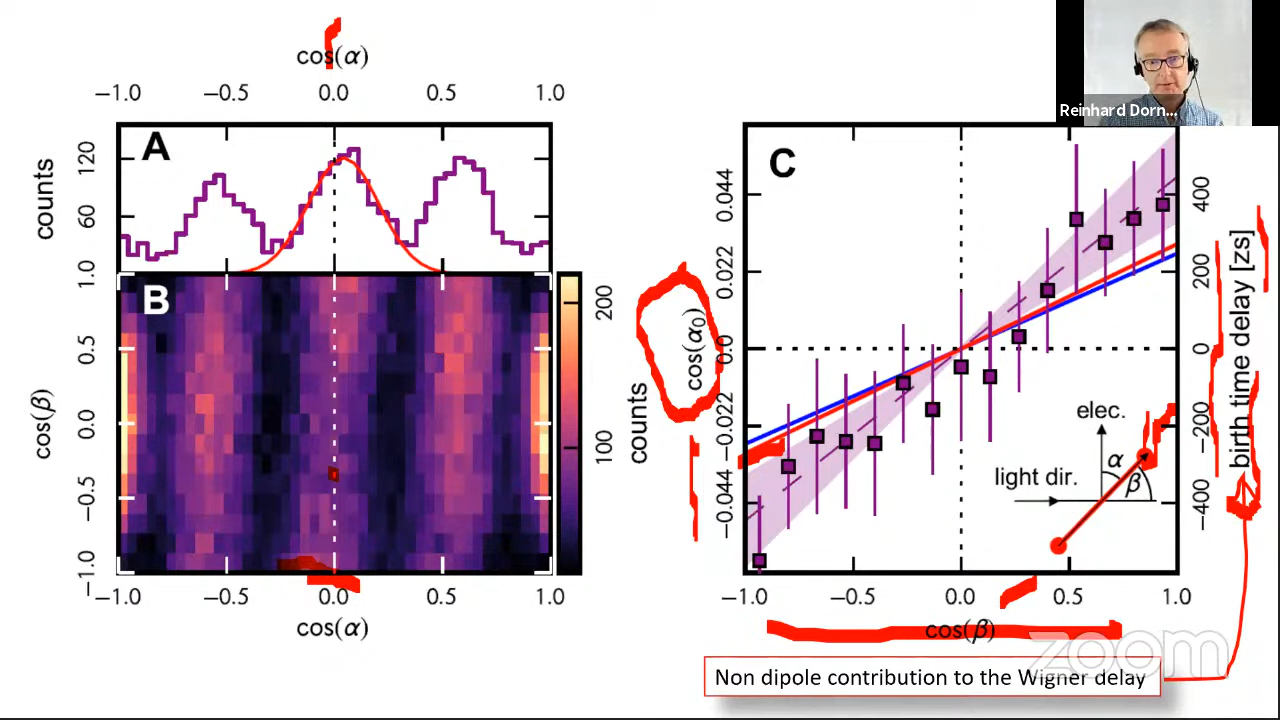 cos(α)
−1.0 −0.5 0.0 0.5 1.0
A
counts
120
60
B
1.0
0.5
0.0
−0.5
−1.0
cos(β)
−1.0 −0.5 0.0 0.5 1.0
cos(α)
200
100
counts
Reinhard Dorn...
C
cos(α₀)
0.044
0.022
0.0
−0.022
−0.044
400
200
0
−200
−400
birth time delay [zs]
elec.
α
light dir.
β
−1.0 −0.5 0.0 0.5 1.0
cos(β)
zoom
Non dipole contribution to the Wigner delay